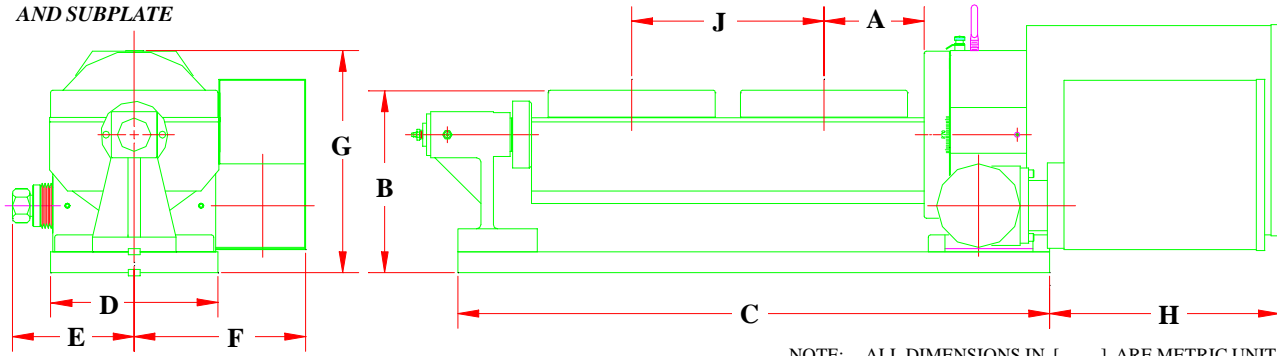 AND SUBPLATE
J
A
G
B
D
E
F
C
H
NOTE: ALL DIMENSIONS IN [ ] ARE METRIC UNIT